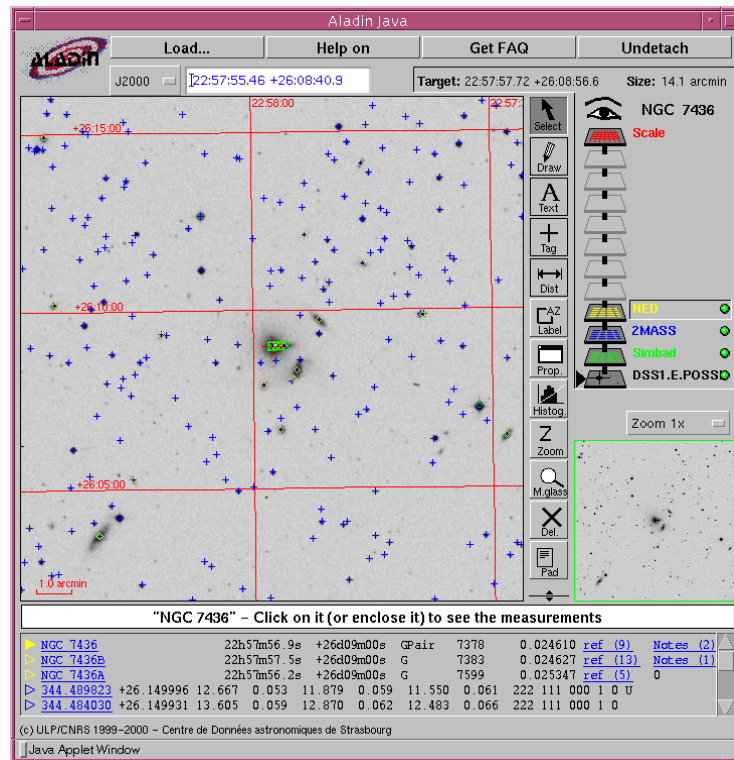 Aladin Java
ALADIN
Load...
Help on
Get FAQ
Undetach
J2000
22:57:55.46 +26:08:40.9
Target: 22:57:57.72 +26:08:56.6
Size: 14.1 arcmin
22:58:00
22:57:3
+26:15:00
+26:10:00
+26:05:00
1.0 arcmin
Select
Draw
Text
Tag
Dist
Label
Prop.
Histog.
Zoom
M.glass
Del.
Pad
NGC 7436
Scale
NED
2MASS
Simbad
DSS1.E.POSSI
Zoom 1x
"NGC 7436" – Click on it (or enclose it) to see the measurements
NGC 7436 22h57m56.9s +26d09m00s GPair 7378 0.024610 ref (9) Notes (2)
NGC 7436B 22h57m57.5s +26d09m00s G 7383 0.024627 ref (13) Notes (1)
NGC 7436A 22h57m56.2s +26d09m00s G 7599 0.025347 ref (5) 0
344.489823 +26.149996 12.667 0.053 11.879 0.059 11.550 0.061 222 111 000 1 0 U
344.484030 +26.149931 13.605 0.059 12.870 0.062 12.483 0.066 222 111 000 1 0
(c) ULP/CNRS 1999–2000 – Centre de Données astronomiques de Strasbourg
Java Applet Window